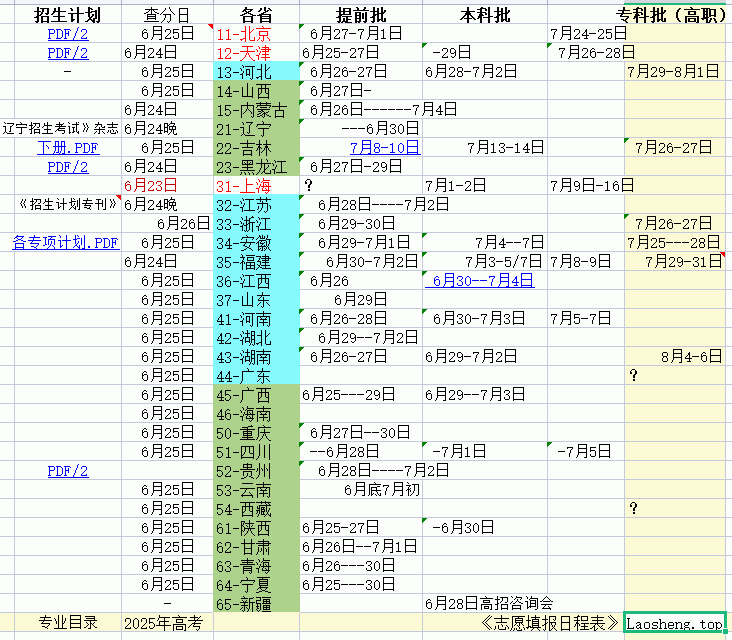 招生计划 查分日 各省 提前批 本科批 专科批（高职）
PDF/2 6月25日 11-北京 6月27-7月1日 7月24-25日
PDF/2 6月24日 12-天津 6月25-27日 -29日 7月26-28日
- 6月25日 13-河北 6月26-27日 6月28-7月2日 7月29-8月1日
6月25日 14-山西 6月27日-
6月24日 15-内蒙古 6月26日------7月4日
辽宁招生考试》杂志 6月24晚 21-辽宁 ---6月30日
下册.PDF 6月25日 22-吉林 7月8-10日 7月13-14日 7月26-27日
PDF/2 6月24日 23-黑龙江 6月27日-29日
6月23日 31-上海 ? 7月1-2日 7月9日-16日
《招生计划专刊》 6月24晚 32-江苏 6月28日----7月2日
6月26日 33-浙江 6月29-30日 7月26-27日
各专项计划.PDF 6月25日 34-安徽 6月29-7月1日 7月4--7日 7月25---28日
6月24日 35-福建 6月30-7月2日 7月3-5/7日 7月8-9日 7月29-31日
6月25日 36-江西 6月26 6月30--7月4日
6月25日 37-山东 6月29日
6月25日 41-河南 6月26-28日 6月30-7月3日 7月5-7日
6月25日 42-湖北 6月29--7月2日
6月25日 43-湖南 6月26-27日 6月29-7月2日 8月4-6日
6月25日 44-广东 ?
6月25日 45-广西 6月25---29日 6月29--7月3日
6月25日 46-海南
6月25日 50-重庆 6月27日--30日
6月25日 51-四川 --6月28日 -7月1日 -7月5日
PDF/2 52-贵州 6月28日----7月2日
6月25日 53-云南 6月底7月初
6月25日 54-西藏 ?
6月25日 61-陕西 6月25-27日 -6月30日
6月25日 62-甘肃 6月26日--7月1日
6月25日 63-青海 6月26---30日
6月25日 64-宁夏 6月25---30日
- 65-新疆 6月28日高招咨询会
专业目录 2025年高考 《志愿填报日程表》 Laosheng.top